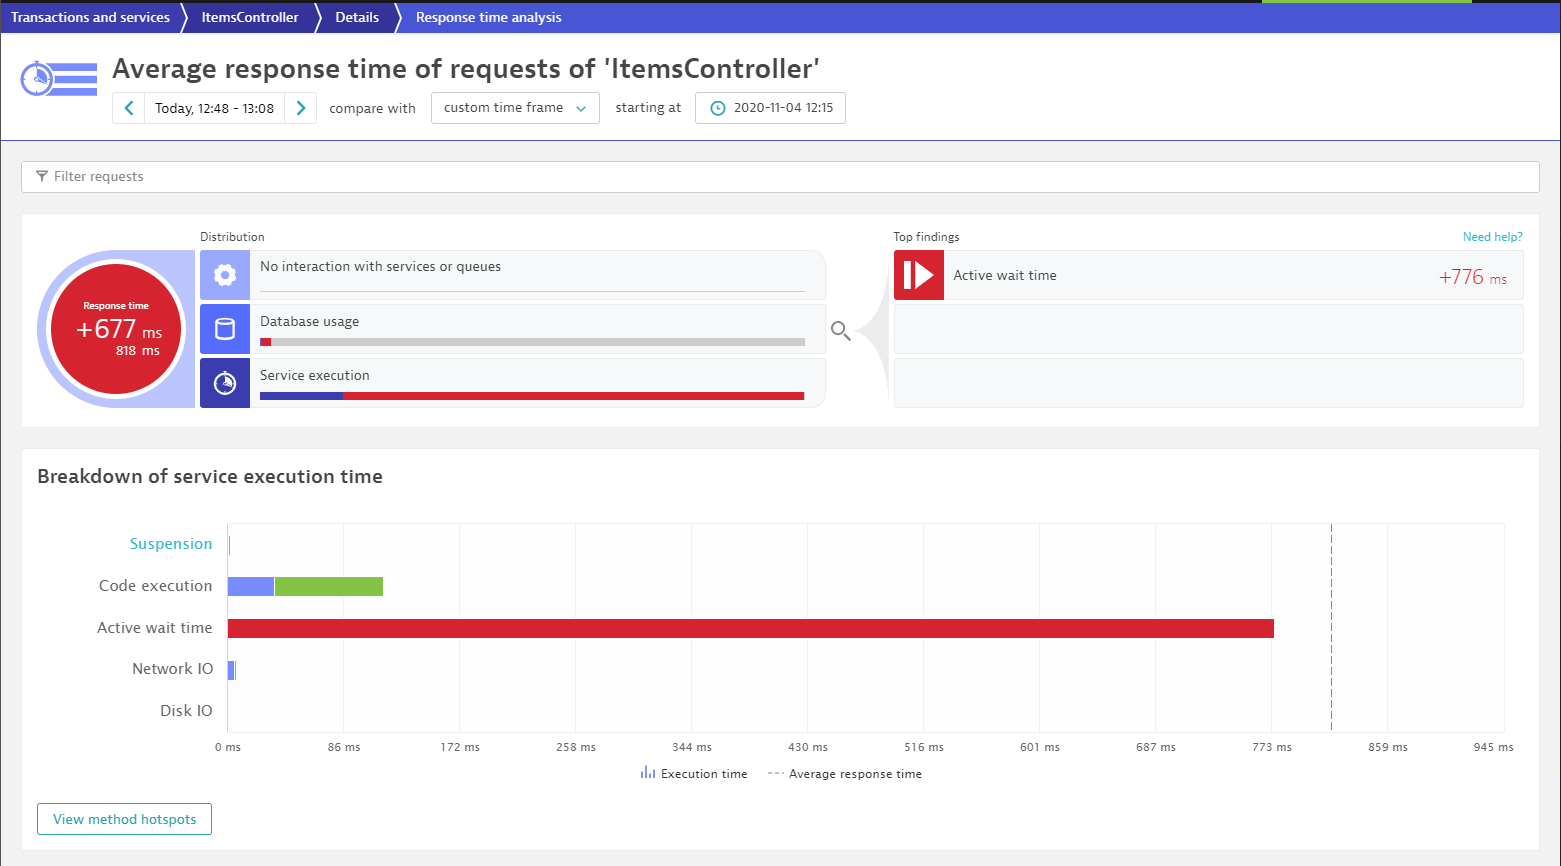 Transactions and services ItemsController Details Response time analysis
Average response time of requests of 'ItemsController'
Today, 12:48 - 13:08 compare with custom time frame starting at 2020-11-04 12:15
Filter requests
Distribution
Response time
+677 ms
818 ms
No interaction with services or queues
Database usage
Service execution
Top findings Need help?
Active wait time +776 ms
Breakdown of service execution time
Suspension
Code execution
Active wait time
Network IO
Disk IO
0 ms 86 ms 172 ms 258 ms 344 ms 430 ms 516 ms 601 ms 687 ms 773 ms 859 ms 945 ms
Execution time Average response time
View method hotspots